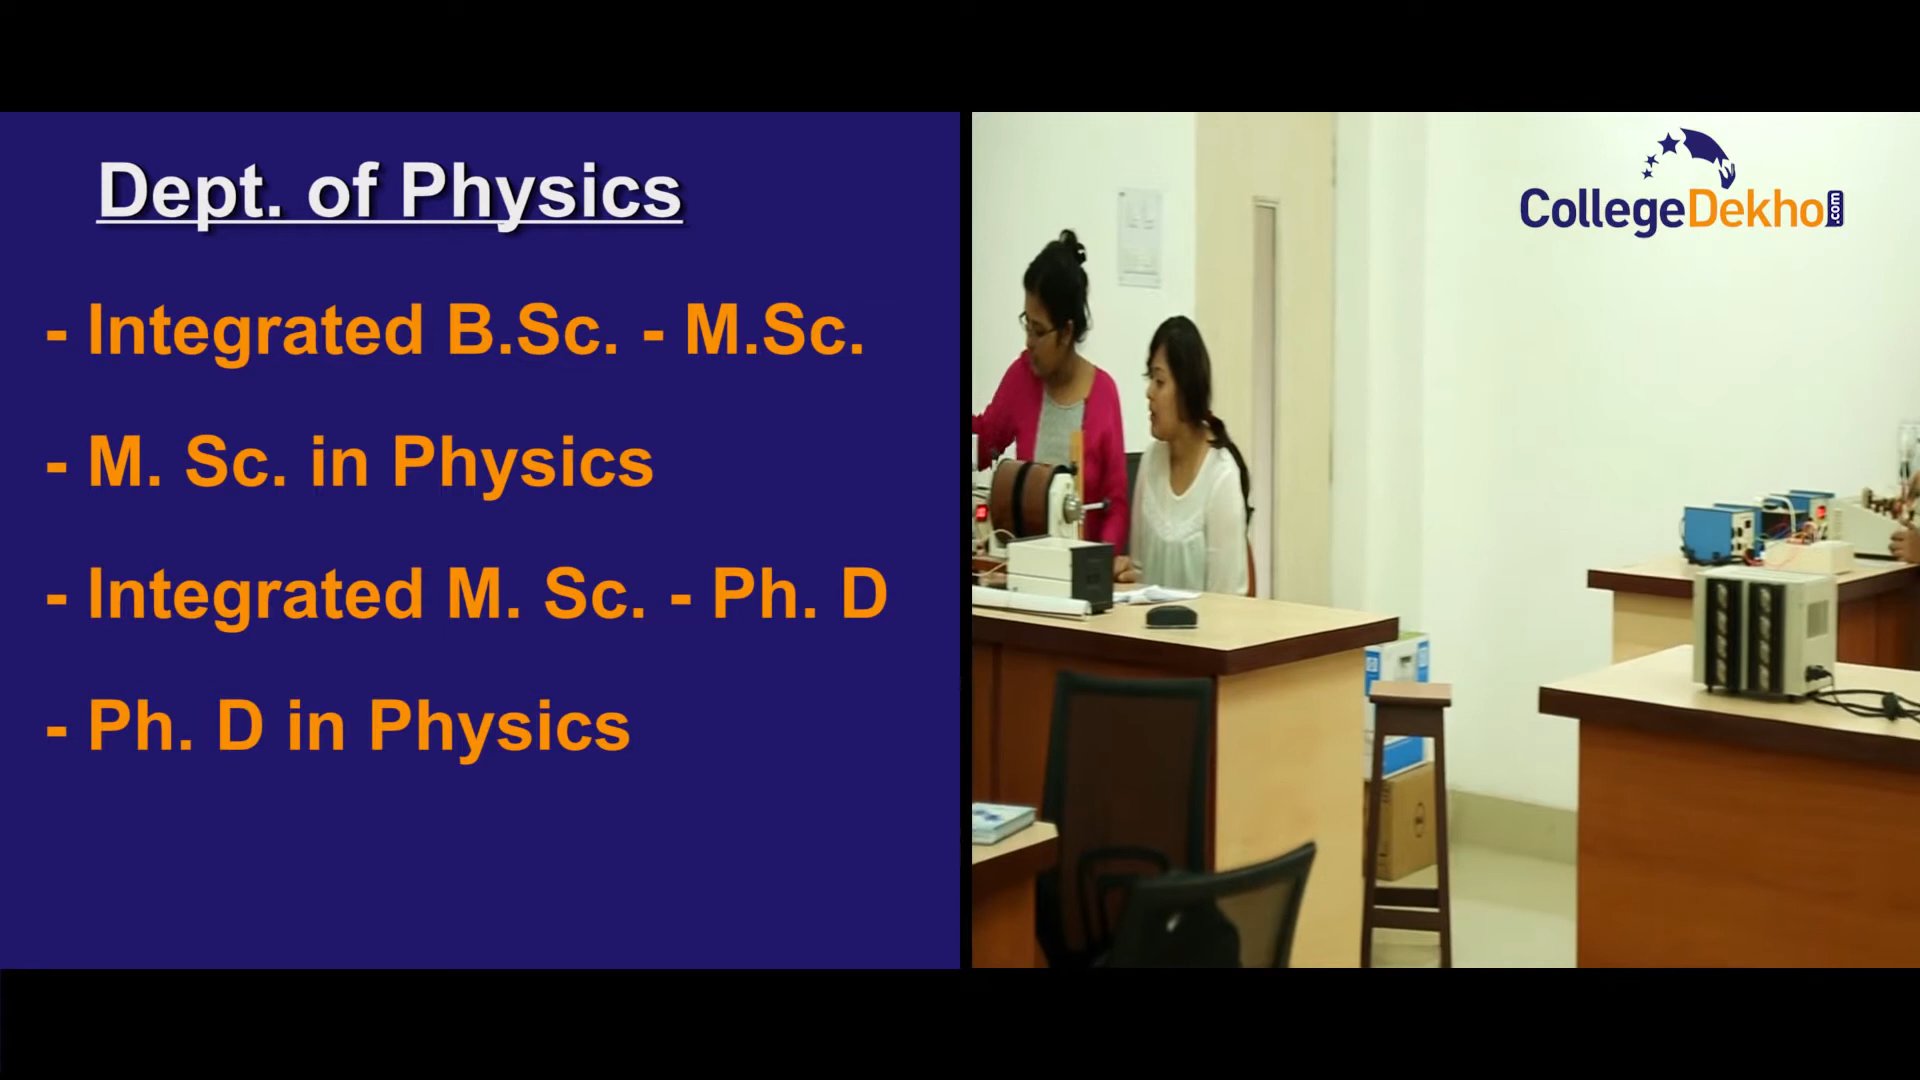 Dept. of Physics
- Integrated B.Sc. - M.Sc.
- M. Sc. in Physics
- Integrated M. Sc. - Ph. D
- Ph. D in Physics
CollegeDekho.com